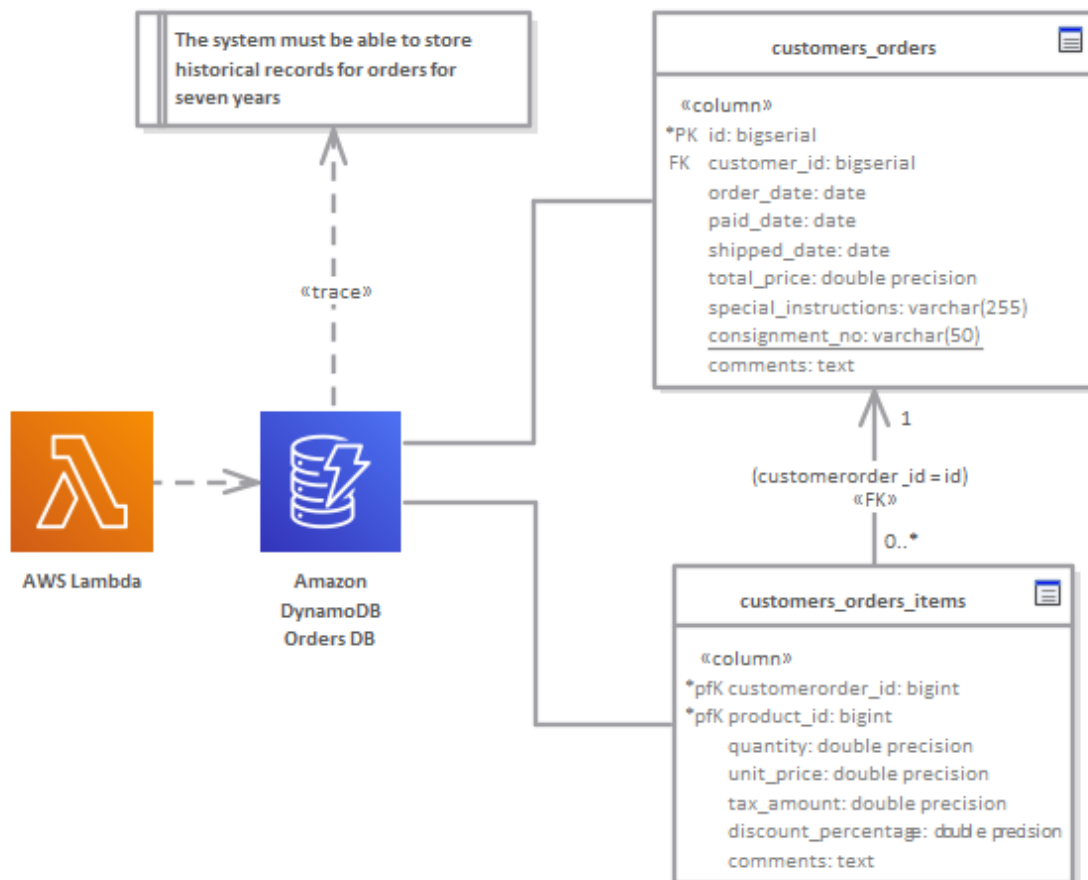 The system must be able to store
historical records for orders for
seven years
customers_orders
«column»
*PK id: bigserial
FK customer_id: bigserial
order_date: date
paid_date: date
shipped_date: date
total_price: double precision
special_instructions: varchar(255)
consignment_no: varchar(50)
comments: text
«trace»
1
(customerorder_id = id)
«FK»
0..*
AWS Lambda
Amazon
DynamoDB
Orders DB
customers_orders_items
«column»
*pfK customerorder_id: bigint
*pfK product_id: bigint
quantity: double precision
unit_price: double precision
tax_amount: double precision
discount_percentage: double precision
comments: text